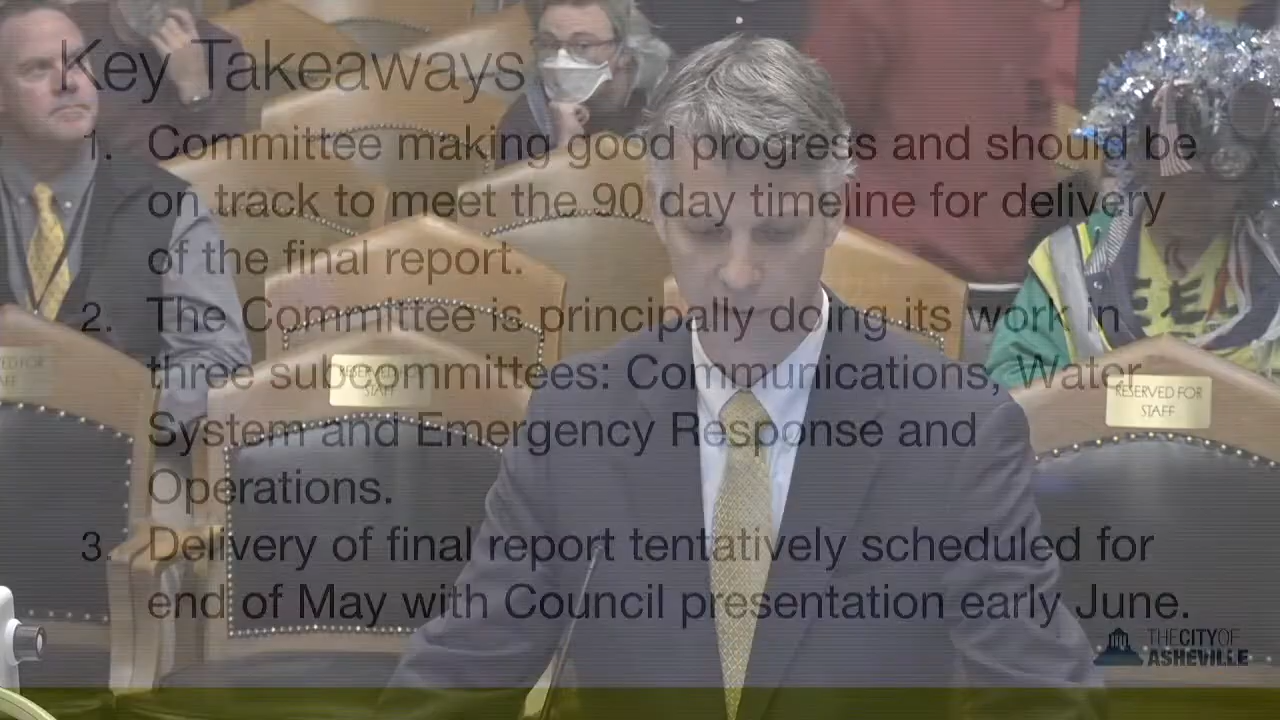 Key Takeaways
1. Committee making good progress and should be
on track to meet the 90 day timeline for delivery
of the final report.
2. The Committee is principally doing its work in
three subcommittees: Communications, Water
System and Emergency Response and
Operations.
3. Delivery of final report tentatively scheduled for
end of May with Council presentation early June.
RESERVED FOR
STAFF
RESERVED FOR
STAFF
THE CITY OF
ASHEVILLE